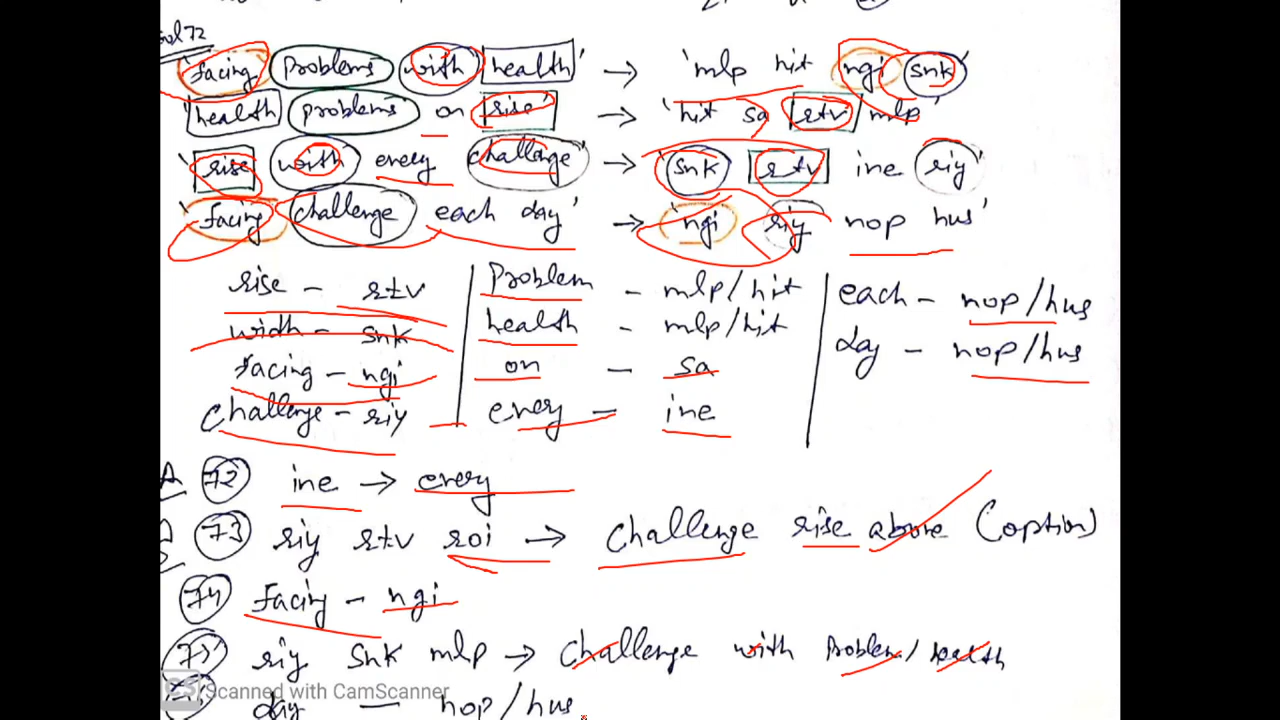 Sol 72
'facing problems with health' → 'mlp hit ngi snk'
'health problems on rise' → 'hit sa rtv mlp'
'rise with every challenge' → 'snk rtv ine riy'
'facing challenge each day' → 'ngi riy nop hus'
rise - rtv
width - snk
facing - ngi
challenge - riy
Problem - mlp/hit
health - mlp/hit
on - sa
every - ine
each - nop/hus
day - nop/hus
72 ine → every
73 riy rtv roi → challenge rise above (option)
74 facing - ngi
75 riy snk mlp → challenge with problem/health
day - nop/hus
CS Scanned with CamScanner